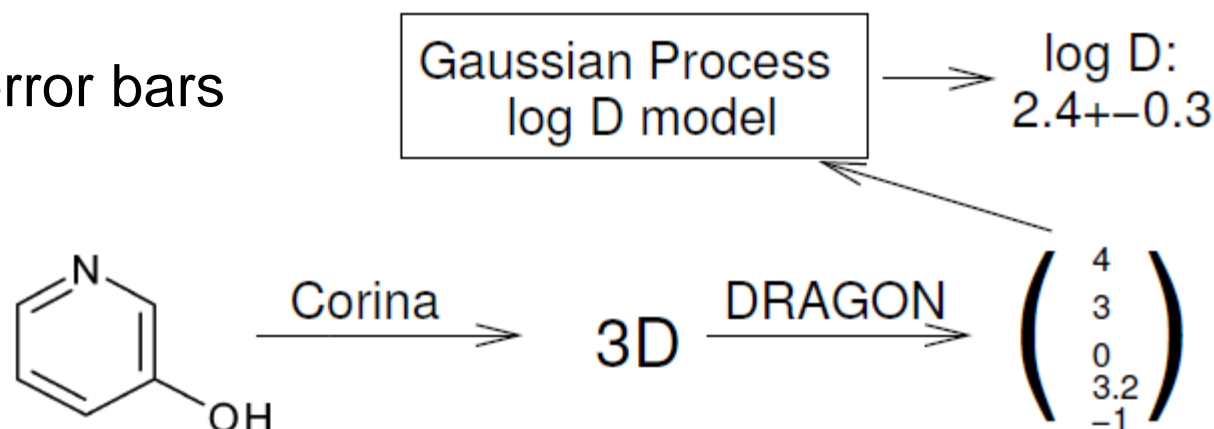 error bars
Gaussian Process
log D model
log D:
2.4+−0.3
N
OH
Corina
3D
DRAGON
4
3
0
3.2
−1